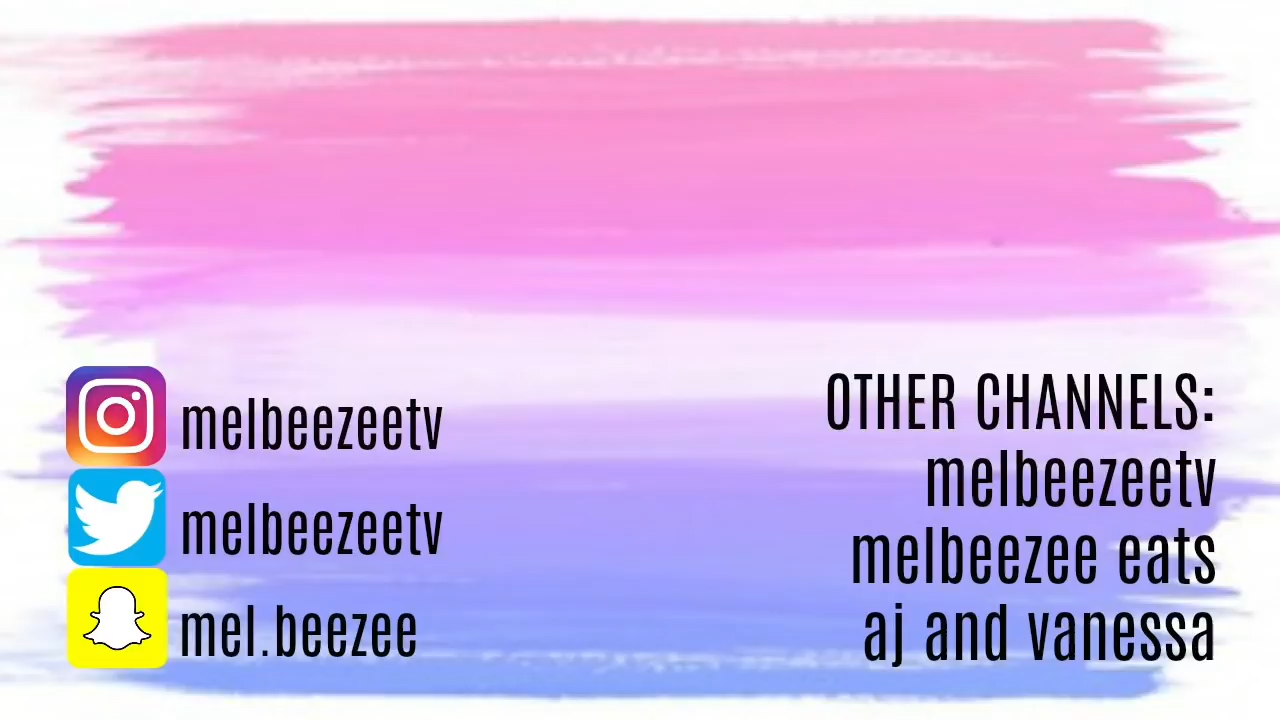 melbeezeetv
melbeezeetv
mel.beezee
OTHER CHANNELS:
melbeezeetv
melbeezee eats
aj and vanessa